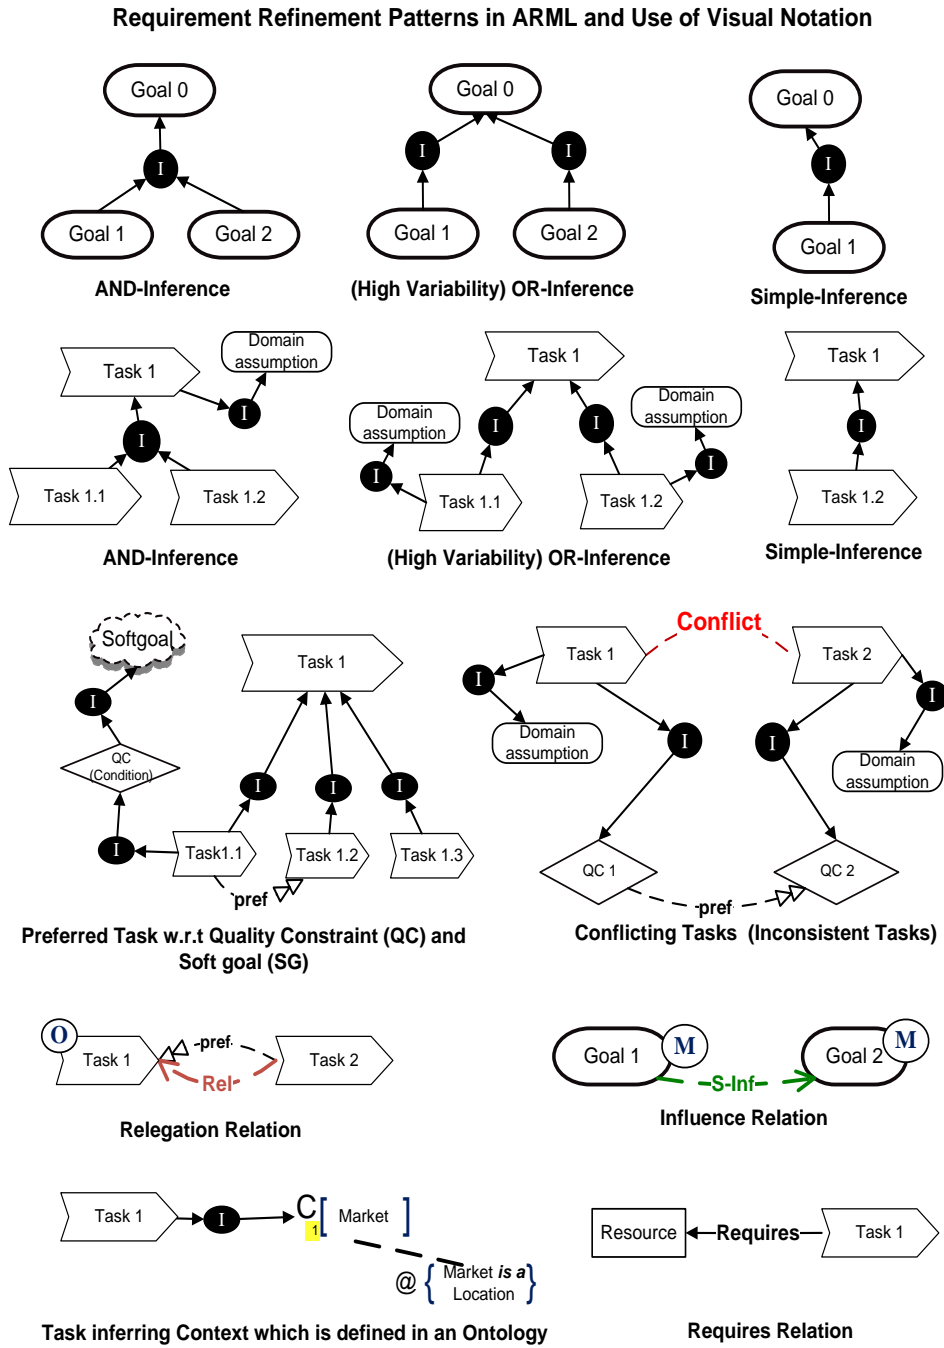 Requirement Refinement Patterns in ARML and Use of Visual Notation
Goal 0
I
Goal 1
Goal 2
AND-Inference
Goal 0
I
I
Goal 1
Goal 2
(High Variability) OR-Inference
Goal 0
I
Goal 1
Simple-Inference
Task 1
Domain
assumption
I
I
Task 1.1
Task 1.2
AND-Inference
Task 1
Domain
assumption
Domain
assumption
I
I
I
I
Task 1.1
Task 1.2
(High Variability) OR-Inference
Task 1
I
Task 1.2
Simple-Inference
Softgoal
I
QC
(Condition)
I
Task 1
I
I
I
Task1.1
Task 1.2
Task 1.3
pref
Preferred Task w.r.t Quality Constraint (QC) and
Soft goal (SG)
Conflict
Task 1
Task 2
I
I
Domain
assumption
I
I
Domain
assumption
QC 1
QC 2
pref
Conflicting Tasks (Inconsistent Tasks)
O
Task 1
pref
Rel
Task 2
Relegation Relation
Goal 1
M
S-Inf
Goal 2
M
Influence Relation
Task 1
I
C
1
[ Market ]
@ { Market is a
Location }
Task inferring Context which is defined in an Ontology
Resource
Requires
Task 1
Requires Relation